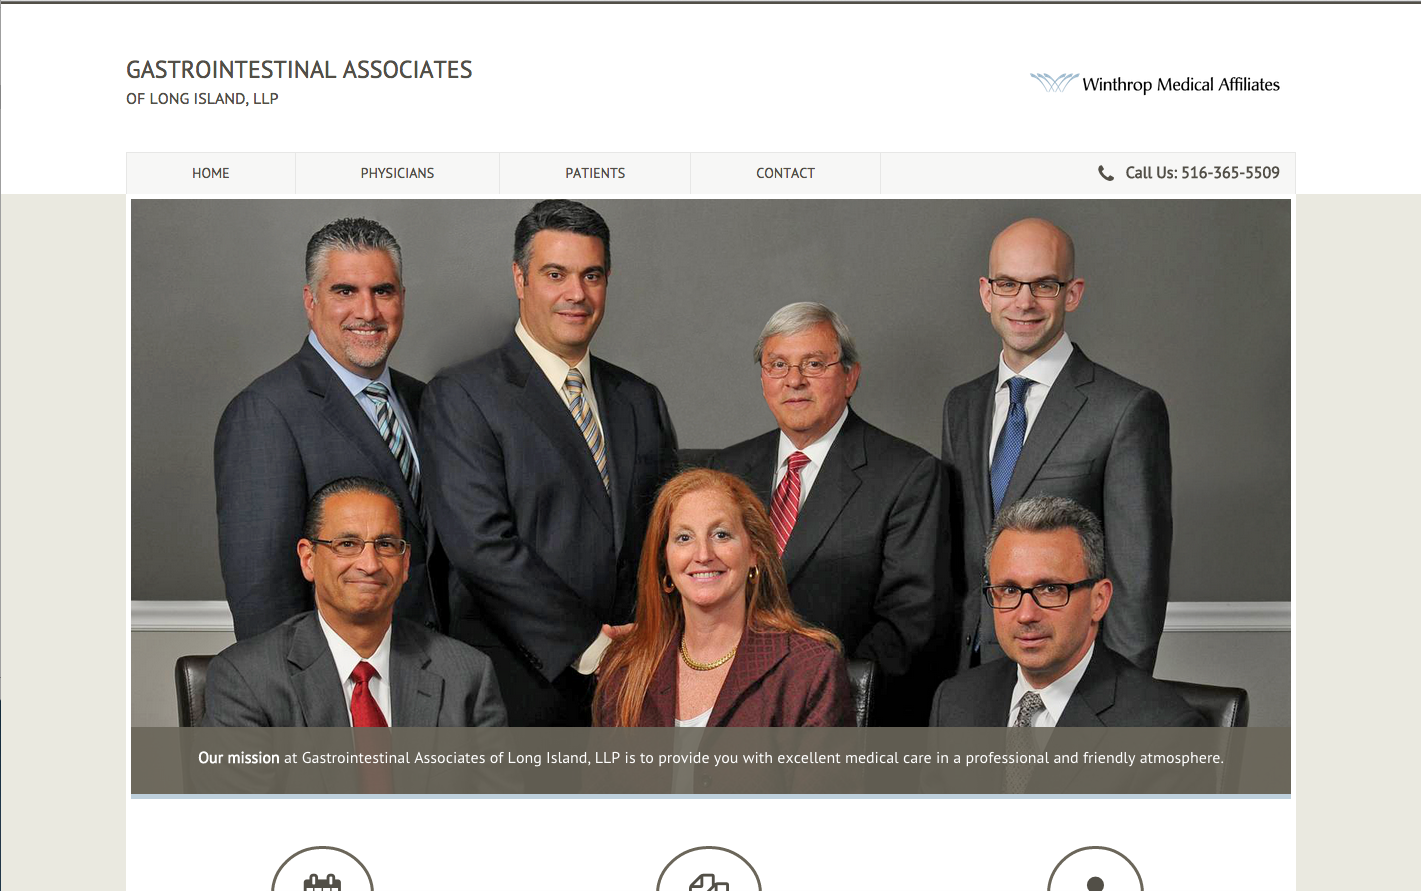 GASTROINTESTINAL ASSOCIATES
OF LONG ISLAND, LLP
Winthrop Medical Affiliates
HOME PHYSICIANS PATIENTS CONTACT Call Us: 516-365-5509
Our mission at Gastrointestinal Associates of Long Island, LLP is to provide you with excellent medical care in a professional and friendly atmosphere.